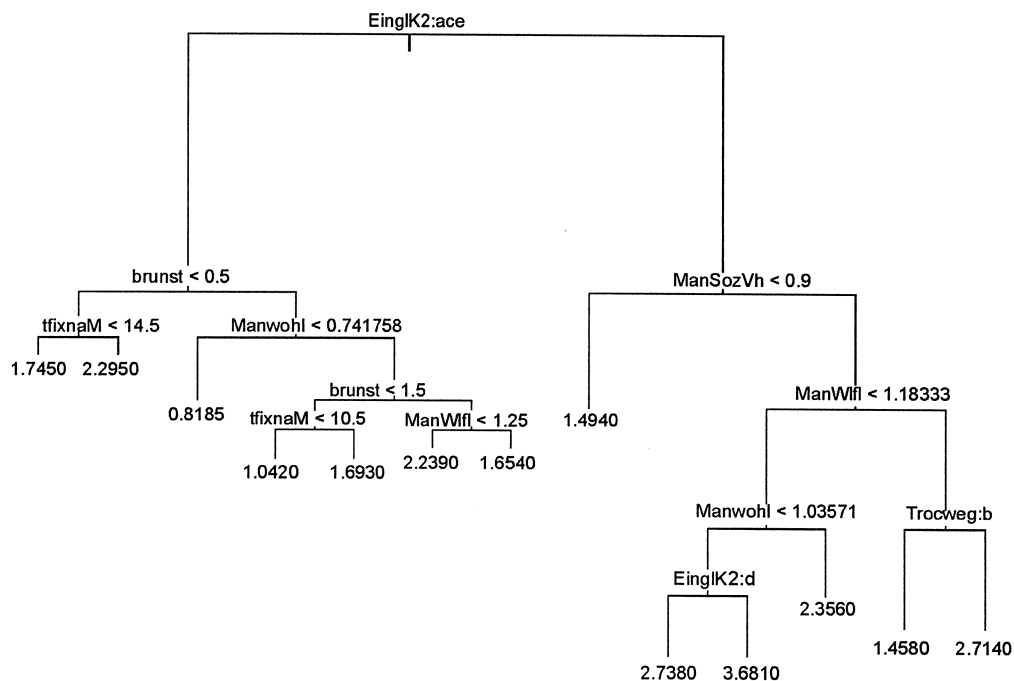 EinglK2:ace
brunst < 0.5
ManSozVh < 0.9
tfixnaM < 14.5
Manwohl < 0.741758
1.7450
2.2950
brunst < 1.5
ManWlfl < 1.18333
0.8185
tfixnaM < 10.5
ManWlfl < 1.25
1.4940
1.0420
1.6930
2.2390
1.6540
Manwohl < 1.03571
Trocweg:b
EinglK2:d
2.3560
1.4580
2.7140
2.7380
3.6810